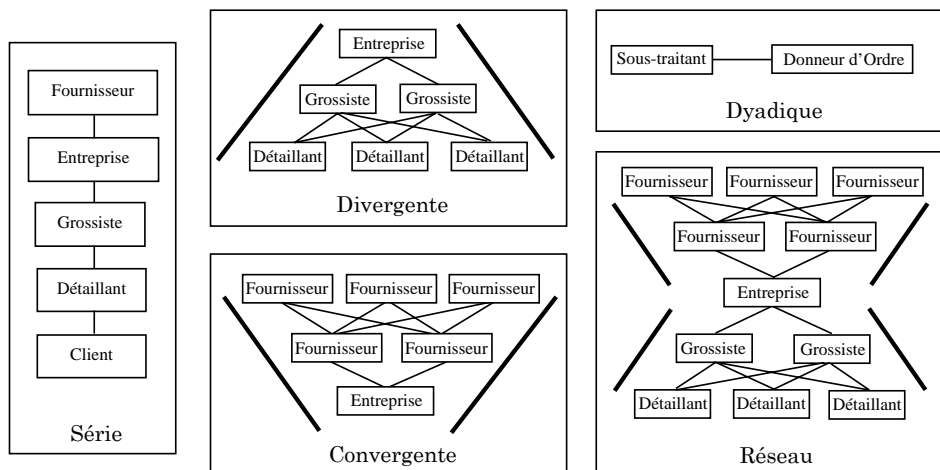 Fournisseur
Entreprise
Grossiste
Détaillant
Client
Série
Entreprise
Grossiste Grossiste
Détaillant Détaillant Détaillant
Divergente
Fournisseur Fournisseur Fournisseur
Fournisseur Fournisseur
Entreprise
Convergente
Sous-traitant Donneur d'Ordre
Dyadique
Fournisseur Fournisseur Fournisseur
Fournisseur Fournisseur
Entreprise
Grossiste Grossiste
Détaillant Détaillant Détaillant
Réseau